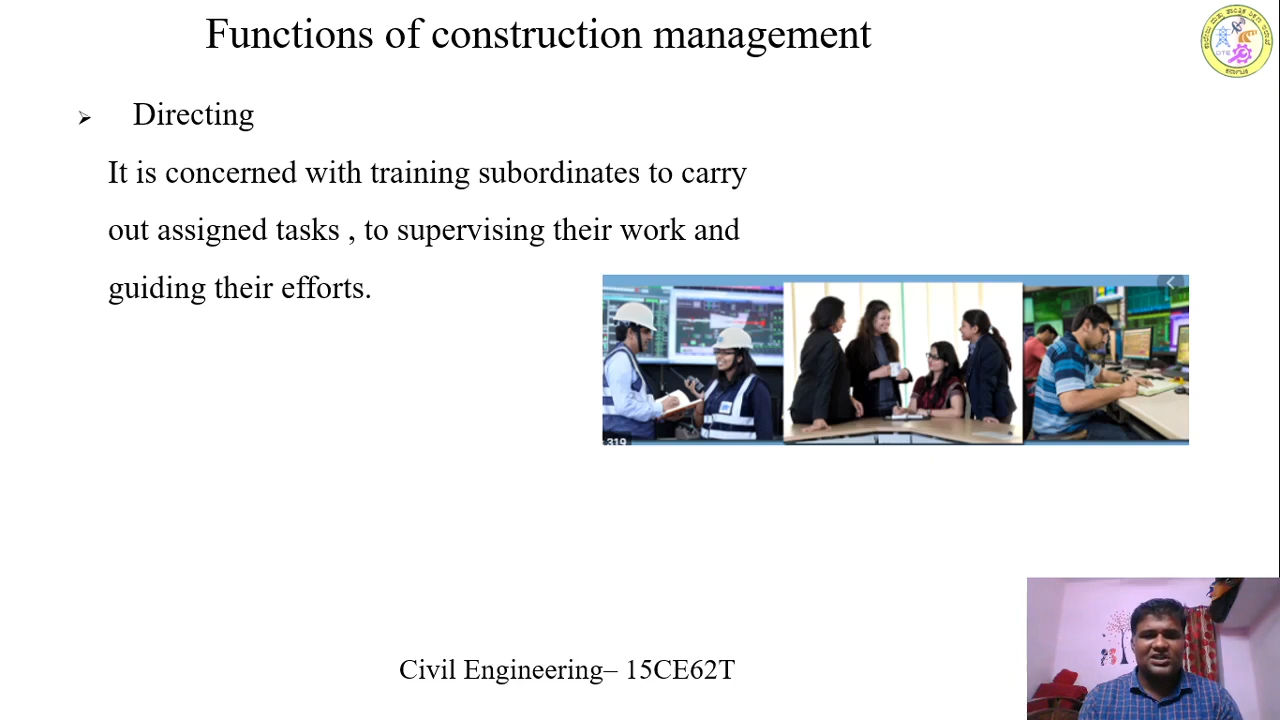 Functions of construction management
➢ Directing
It is concerned with training subordinates to carry
out assigned tasks , to supervising their work and
guiding their efforts.
319
DTE
Civil Engineering– 15CE62T